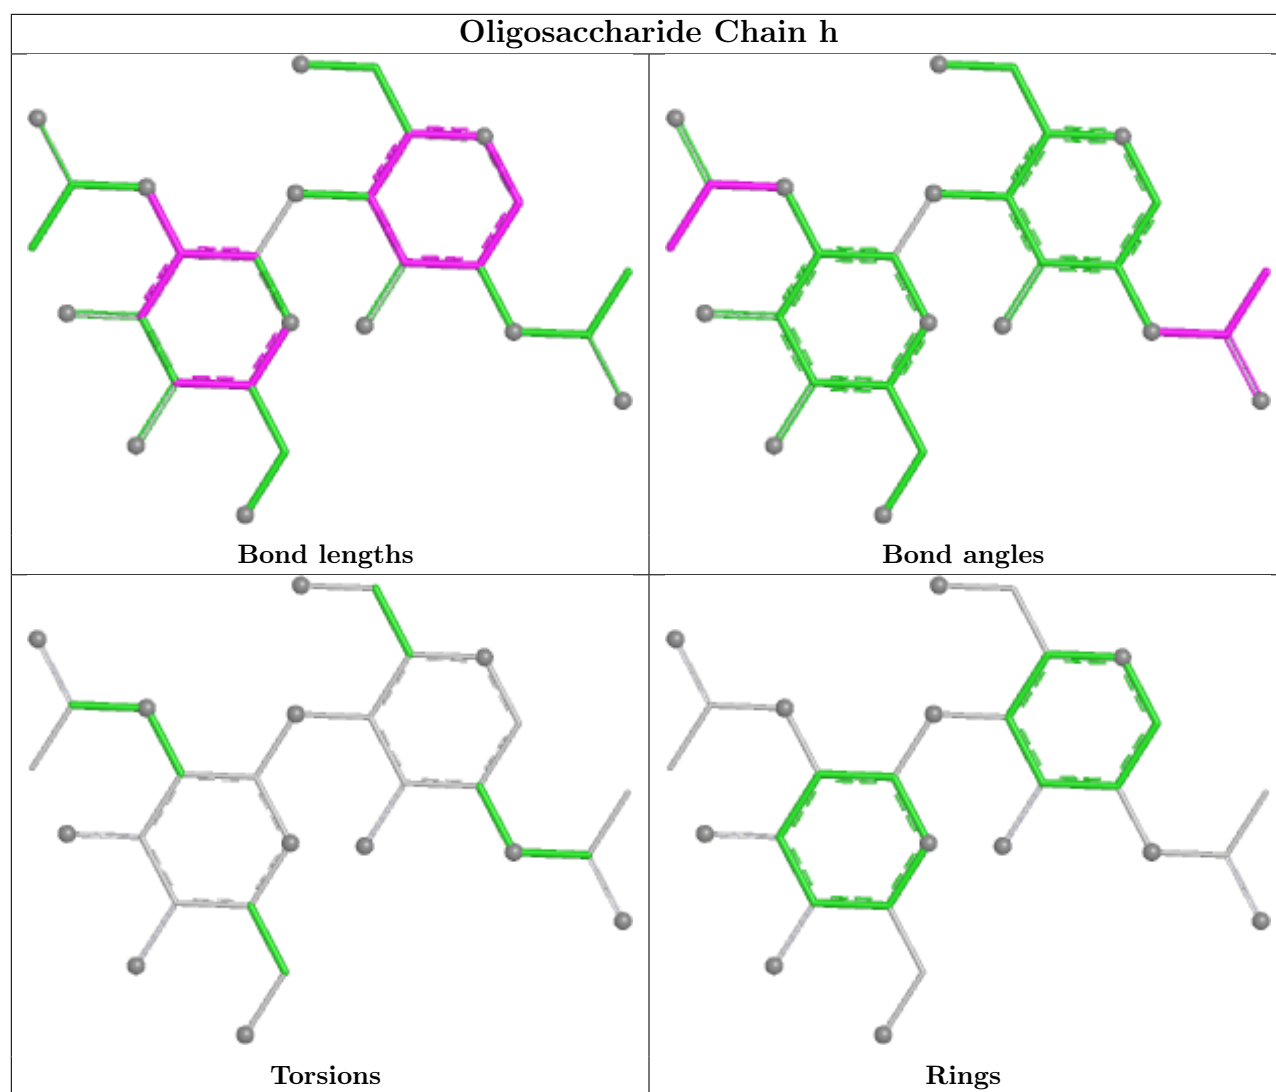 Oligosaccharide Chain h
Bond lengths
Bond angles
Torsions
Rings